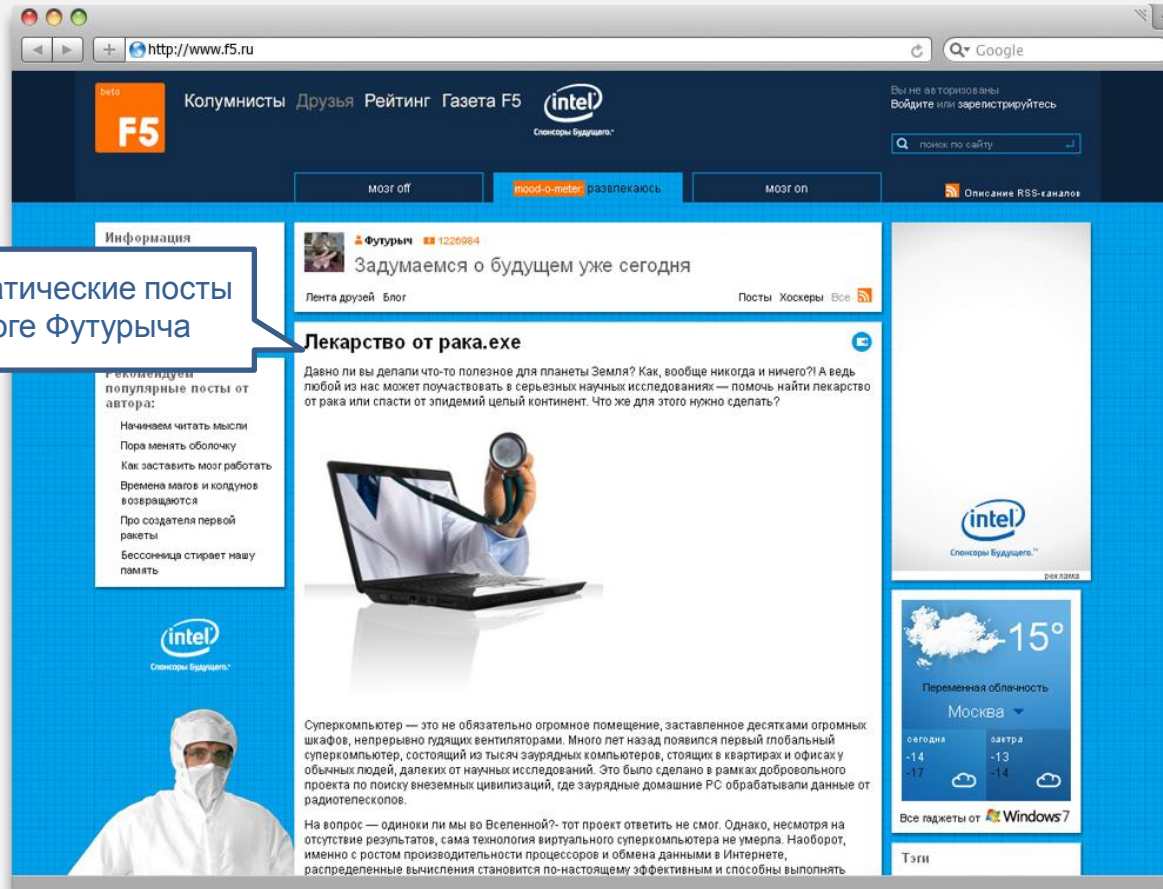 http://www.f5.ru
Google
beta
F5
Колумнисты Друзья Рейтинг Газета F5
intel
Спонсоры Будущего.™
Вы не авторизованы
Войдите или зарегистрируйтесь
поиск по сайту
мозг off
mood-o-meter: развлекаюсь
мозг on
Описание RSS-каналов
Информация
посты
Футурыча
Рекомендуем
популярные посты от
автора:
Начинаем читать мысли
Пора менять оболочку
Как заставить мозг работать
Времена магов и колдунов
возвращаются
Про создателя первой
ракеты
Бессонница стирает нашу
память
intel
Спонсоры Будущего.™
Футурыч 1226984
Задумаемся о будущем уже сегодня
Лента друзей Блог
Посты Хоскеры Все
Лекарство от рака.exe
Давно ли вы делали что-то полезное для планеты Земля? Как, вообще никогда и ничего?! А ведь
любой из нас может поучаствовать в серьезных научных исследованиях — помочь найти лекарство
от рака или спасти от эпидемий целый континент. Что же для этого нужно сделать?
Суперкомпьютер — это не обязательно огромное помещение, заставленное десятками огромных
шкафов, непрерывно гудящих вентиляторами. Много лет назад появился первый глобальный
суперкомпьютер, состоящий из тысяч заурядных компьютеров, стоящих в квартирах и офисах у
обычных людей, далеких от научных исследований. Это было сделано в рамках добровольного
проекта по поиску внеземных цивилизаций, где заурядные домашние PC обрабатывали данные от
радиотелескопов.
На вопрос — одиноки ли мы во Вселенной?- тот проект ответить не смог. Однако, несмотря на
отсутствие результатов, сама технология виртуального суперкомпьютера не умерла. Наоборот,
именно с ростом производительности процессоров и обмена данными в Интернете,
распределенные вычисления становится по-настоящему эффективным и способны выполнять
intel
Спонсоры Будущего.™
реклама
-15°
Переменная облачность
Москва
сегодня завтра
-14 -13
-17 -14
Все гаджеты от Windows 7
Тэги